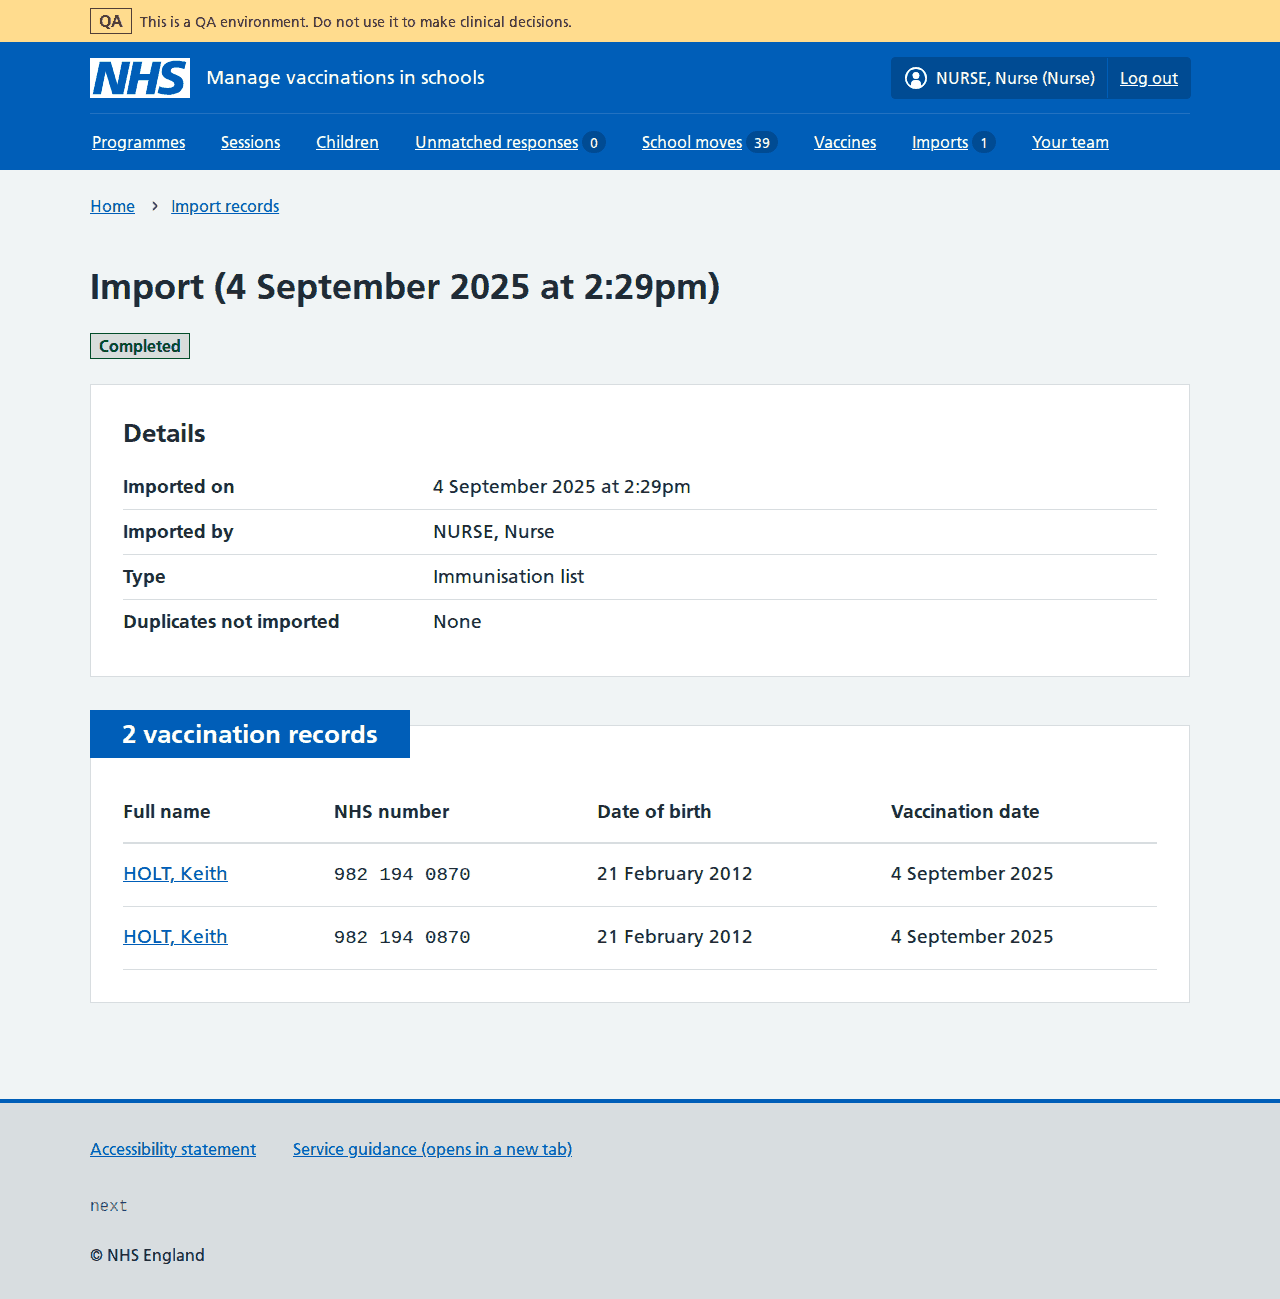 QA This is a QA environment. Do not use it to make clinical decisions.
NHS Manage vaccinations in schools NURSE, Nurse (Nurse) Log out
Programmes Sessions Children Unmatched responses 0 School moves 39 Vaccines Imports 1 Your team
Home Import records
Import (4 September 2025 at 2:29pm)
Completed
Details
Imported on 4 September 2025 at 2:29pm
Imported by NURSE, Nurse
Type Immunisation list
Duplicates not imported None
2 vaccination records
Full name NHS number Date of birth Vaccination date
HOLT, Keith 982 194 0870 21 February 2012 4 September 2025
HOLT, Keith 982 194 0870 21 February 2012 4 September 2025
Accessibility statement Service guidance (opens in a new tab)
next
© NHS England